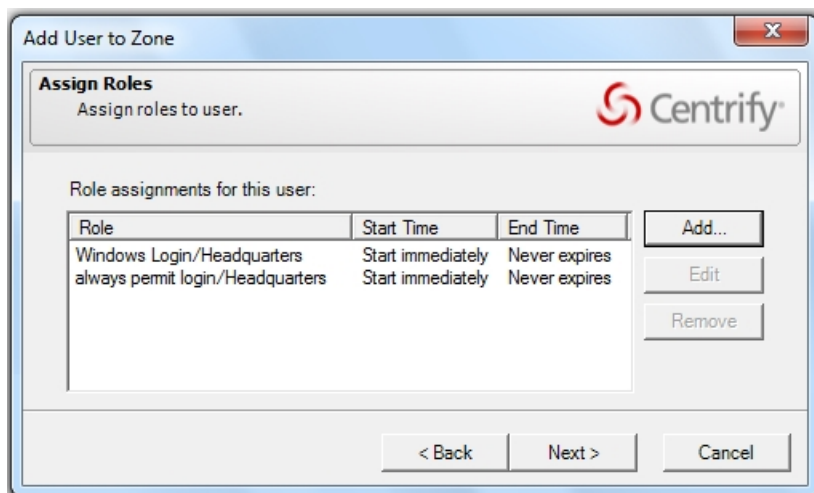 Add User to Zone
Assign Roles
Assign roles to user.
Centrify
Role assignments for this user:
Role Start Time End Time
Windows Login/Headquarters Start immediately Never expires
always permit login/Headquarters Start immediately Never expires
Add...
Edit
Remove
< Back Next > Cancel